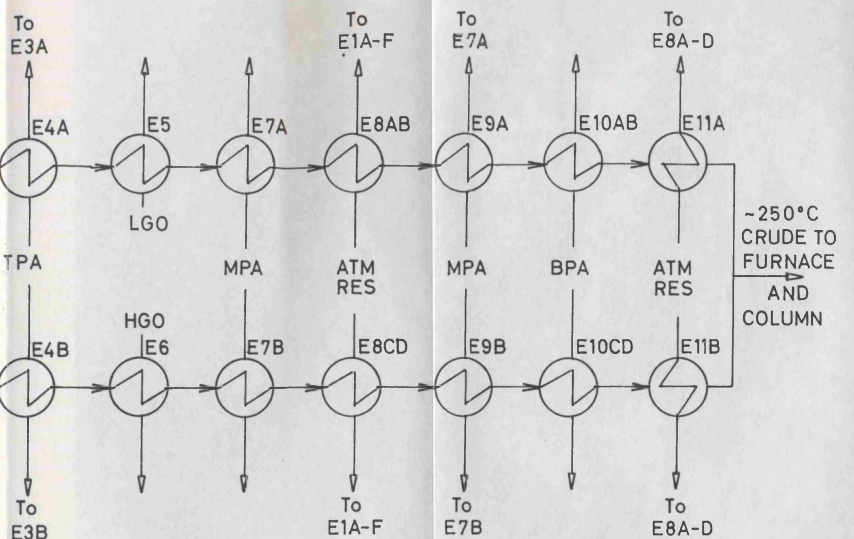 To
E3A
To
E1A-F
To
E7A
To
E8A-D
E4A
E5
E7A
E8AB
E9A
E10AB
E11A
LGO
TPA
MPA
ATM
RES
MPA
BPA
ATM
RES
~250°C
CRUDE TO
FURNACE
AND
COLUMN
HGO
E4B
E6
E7B
E8CD
E9B
E10CD
E11B
To
E3B
To
E1A-F
To
E7B
To
E8A-D